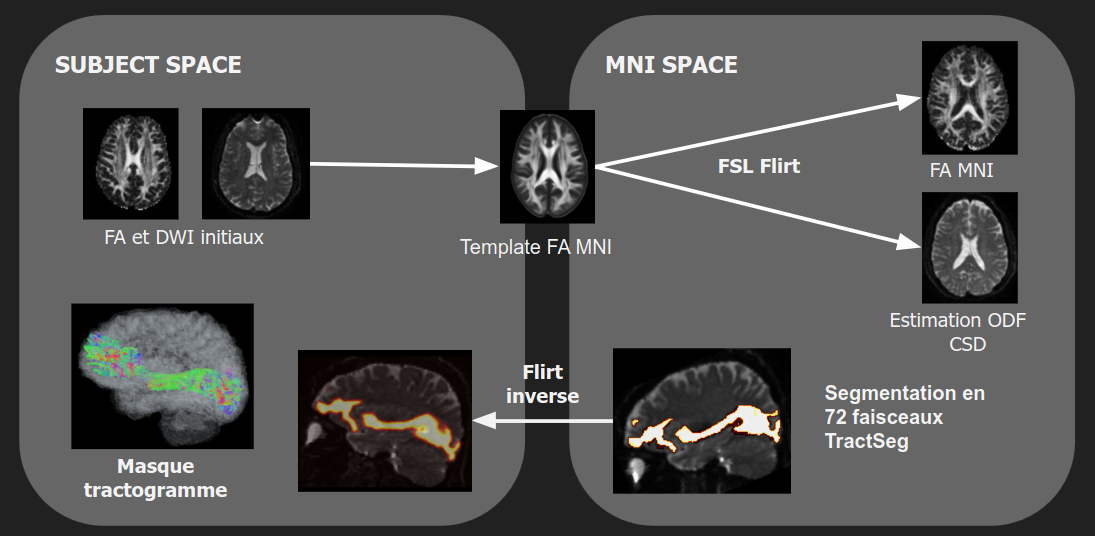 SUBJECT SPACE
MNI SPACE
FA et DWI initiaux
Template FA MNI
FSL Flirt
FA MNI
Estimation ODF
CSD
Masque
tractogramme
Flirt
inverse
Segmentation en
72 faisceaux
TractSeg